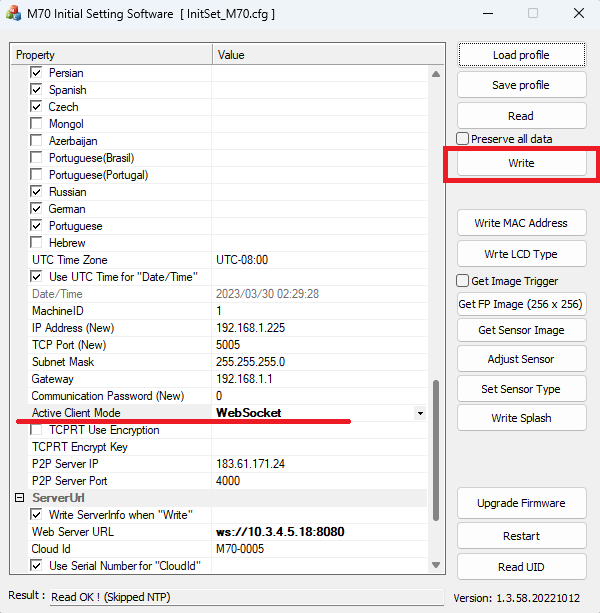 M70 Initial Setting Software [ InitSet_M70.cfg ]
Property Value
Persian
Spanish
Czech
Mongol
Azerbaijan
Portuguese(Brasil)
Portuguese(Portugal)
Russian
German
Portuguese
Hebrew
UTC Time Zone UTC-08:00
Use UTC Time for "Date/Time"
Date/Time 2023/03/30 02:29:28
MachineID 1
IP Address (New) 192.168.1.225
TCP Port (New) 5005
Subnet Mask 255.255.255.0
Gateway 192.168.1.1
Communication Password (New) 0
Active Client Mode WebSocket
TCPRT Use Encryption
TCPRT Encrypt Key
P2P Server IP 183.61.171.24
P2P Server Port 4000
ServerUrl
Write ServerInfo when "Write"
Web Server URL ws://10.3.4.5.18:8080
Cloud Id M70-0005
Use Serial Number for "CloudId"
Load profile
Save profile
Read
Preserve all data
Write
Write MAC Address
Wrte LCD Type
Get Image Trigger
Get FP Image (256 x 256)
Get Sensor Image
Adjust Sensor
Set Sensor Type
Write Splash
Upgrade Firmware
Restart
Read UID
Result : Read OK ! (Skipped NTP)
Version: 1.3.58.20221012